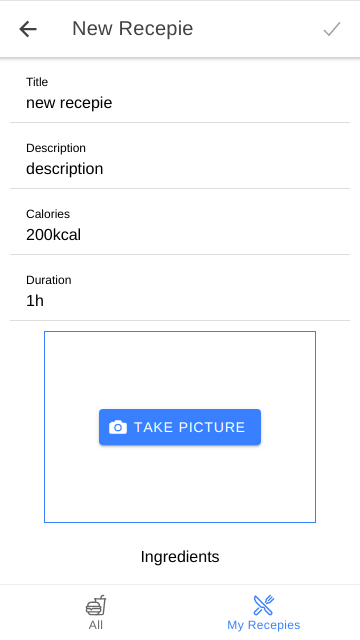 New Recepie
Title
new recepie
Description
description
Calories
200kcal
Duration
1h
TAKE PICTURE
Ingredients
All
My Recepies